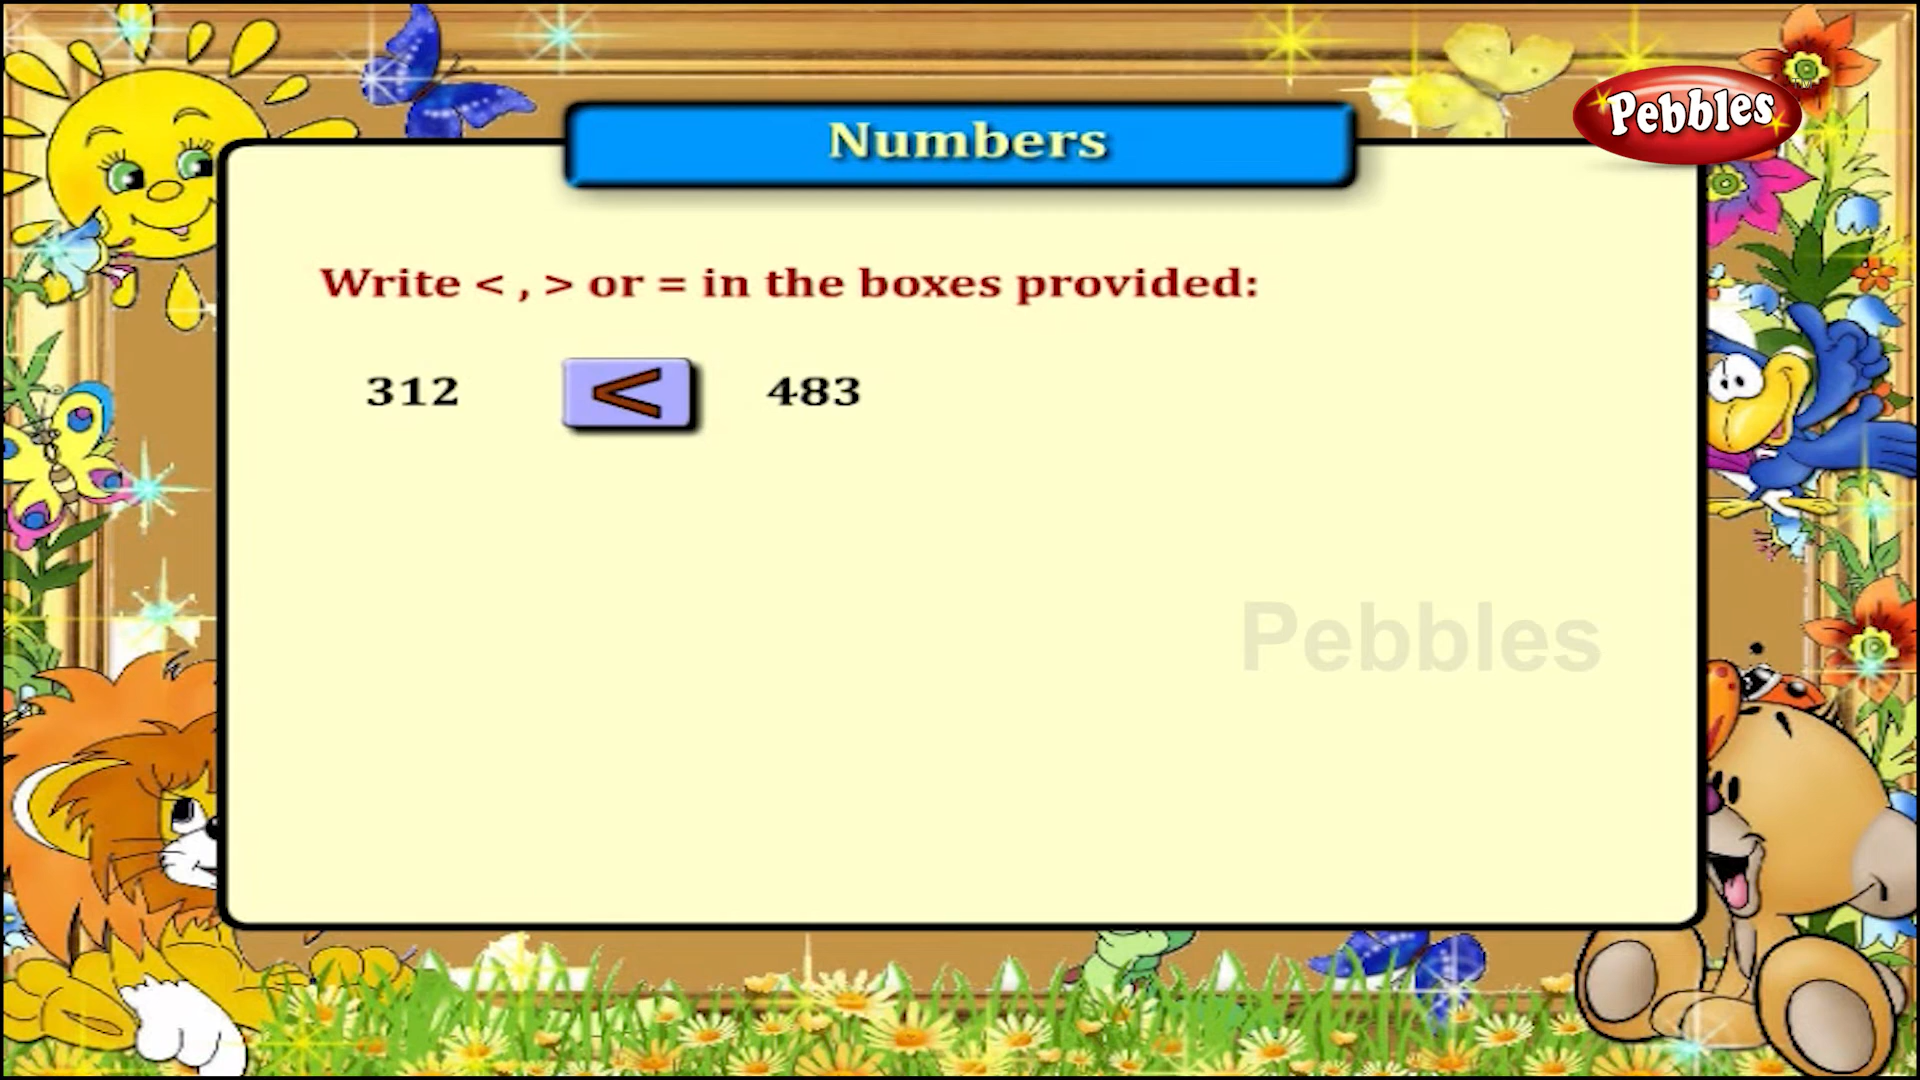 Numbers
Pebbles
Write < , > or = in the boxes provided:
312 < 483
Pebbles